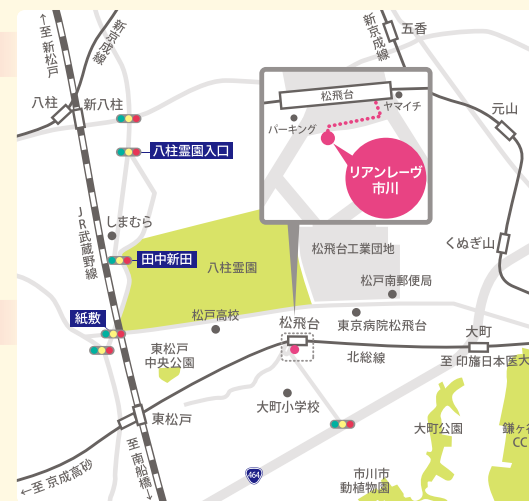 ←至 新松戸
新京成線
新京成線
五香
八柱
新八柱
松飛台
ヤマイチ
パーキング
リアンレーヴ
市川
元山
八柱霊園入口
しまむら
JR武蔵野線
田中新田
八柱霊園
松飛台工業団地
くぬぎ山
松戸南郵便局
紙敷
松戸高校
松飛台
東京病院松飛台
大町
東松戸
中央公園
北総線
至 印旛日本医大
東松戸
大町小学校
大町公園
鎌ヶ谷
CC
至 南船橋→
←至 京成高砂
464
市川市
動植物園